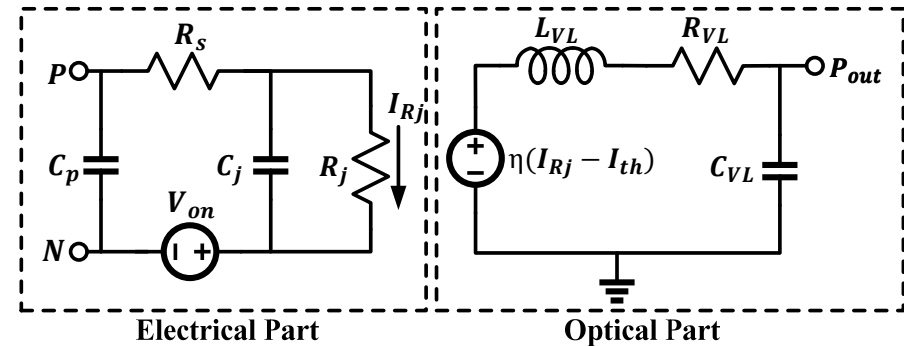 R_s
L_VL
R_VL
P
I_Rj
P_out
C_p
C_j
R_j
+
−
η(I_Rj − I_th)
C_VL
V_on
N
− +
Electrical Part
Optical Part